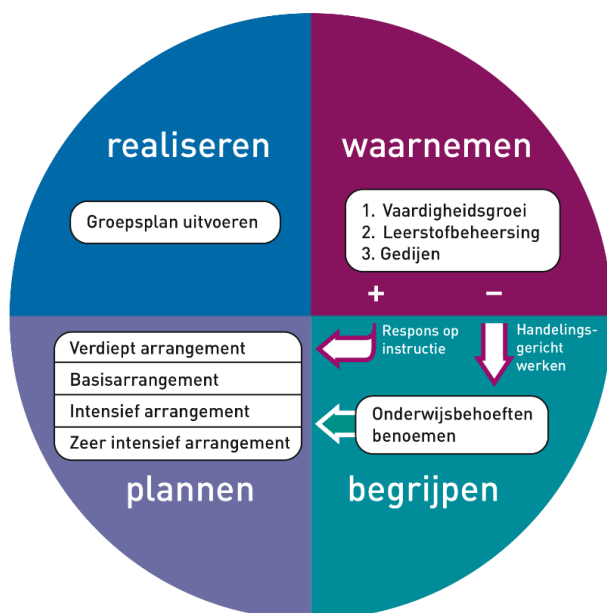 realiseren
Groepsplan uitvoeren
waarnemen
1. Vaardigheidsgroei
2. Leerstofbeheersing
3. Gedijen
+
−
Respons op
instructie
Handelings-
gericht
werken
Onderwijsbehoeften
benoemen
begrijpen
Verdiept arrangement
Basisarrangement
Intensief arrangement
Zeer intensief arrangement
plannen